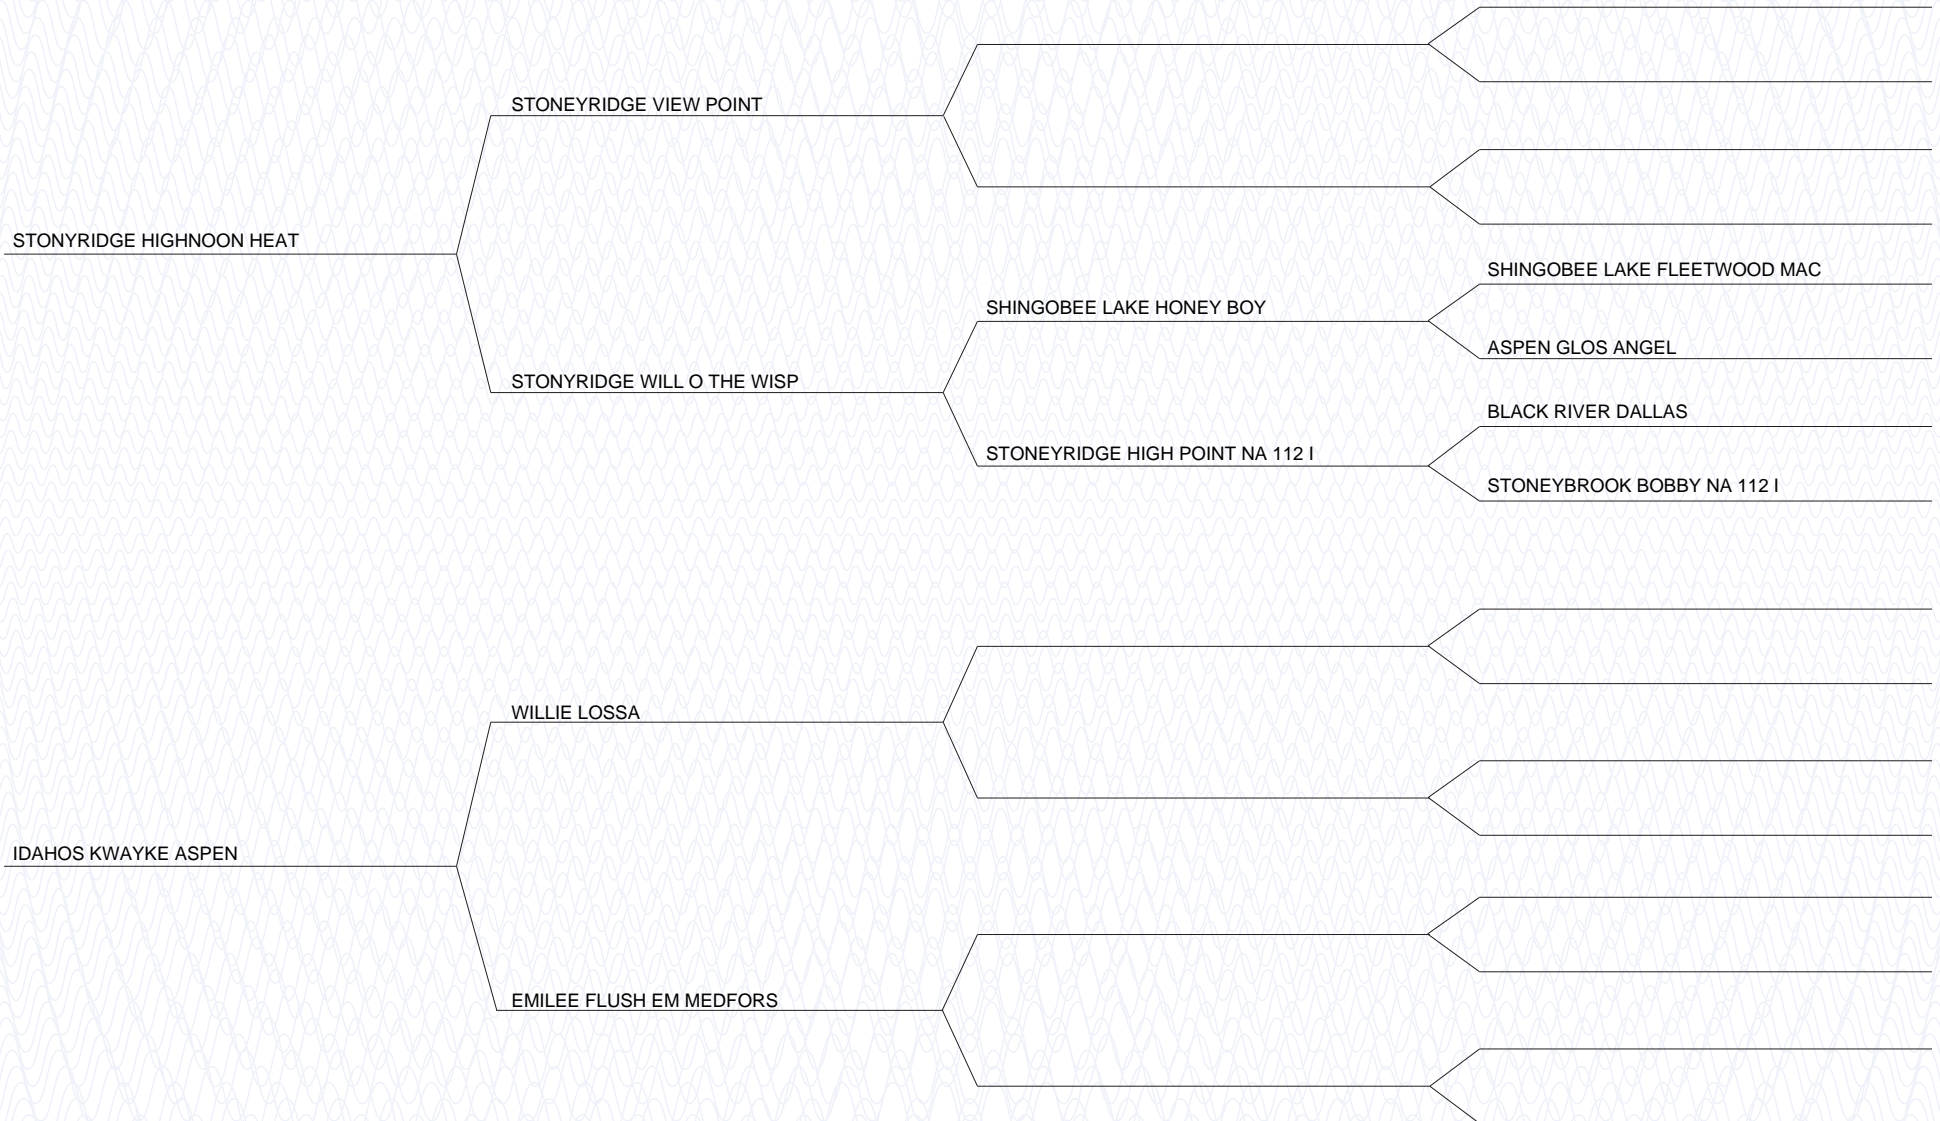 STONEYRIDGE VIEW POINT
STONYRIDGE HIGHNOON HEAT
SHINGOBEE LAKE FLEETWOOD MAC
SHINGOBEE LAKE HONEY BOY
ASPEN GLOS ANGEL
STONYRIDGE WILL O THE WISP
BLACK RIVER DALLAS
STONEYRIDGE HIGH POINT NA 112 I
STONEYBROOK BOBBY NA 112 I
WILLIE LOSSA
IDAHOS KWAYKE ASPEN
EMILEE FLUSH EM MEDFORS